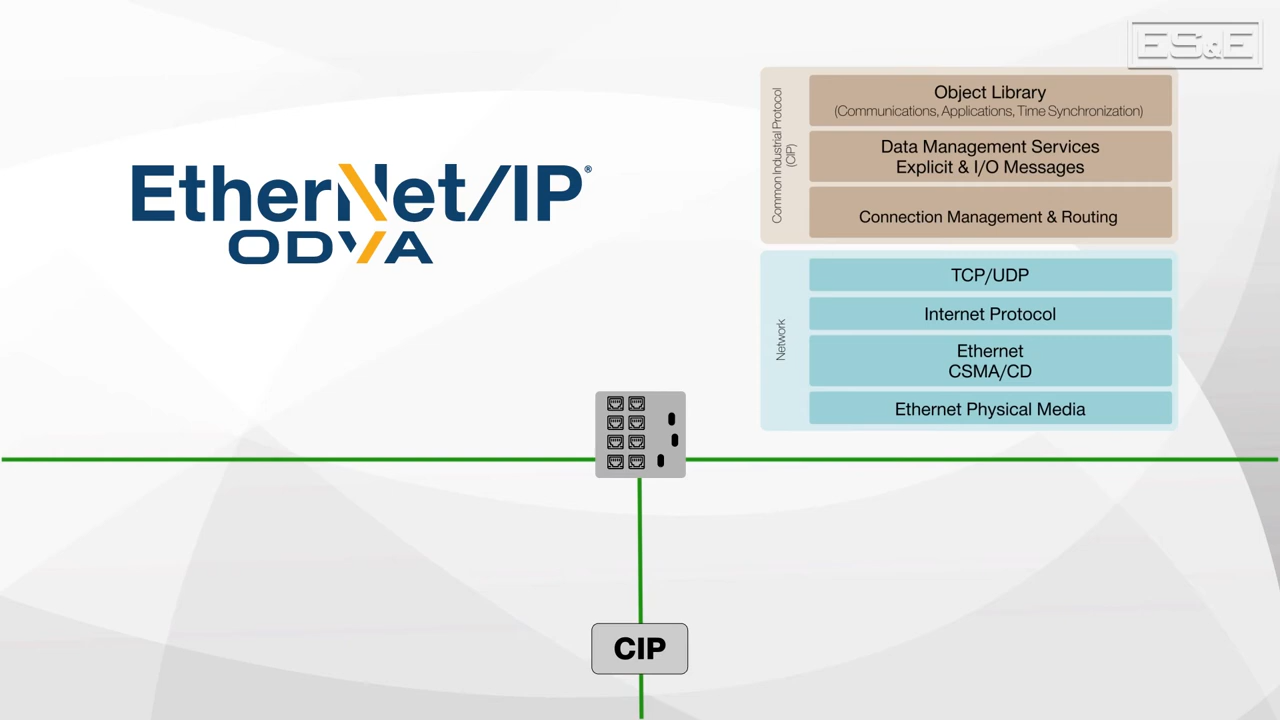 ES&E
EtherNet/IP®
ODVA
Common Industrial Protocol
(CIP)
Object Library
(Communications, Applications, Time Synchronization)
Data Management Services
Explicit & I/O Messages
Connection Management & Routing
Network
TCP/UDP
Internet Protocol
Ethernet
CSMA/CD
Ethernet Physical Media
CIP